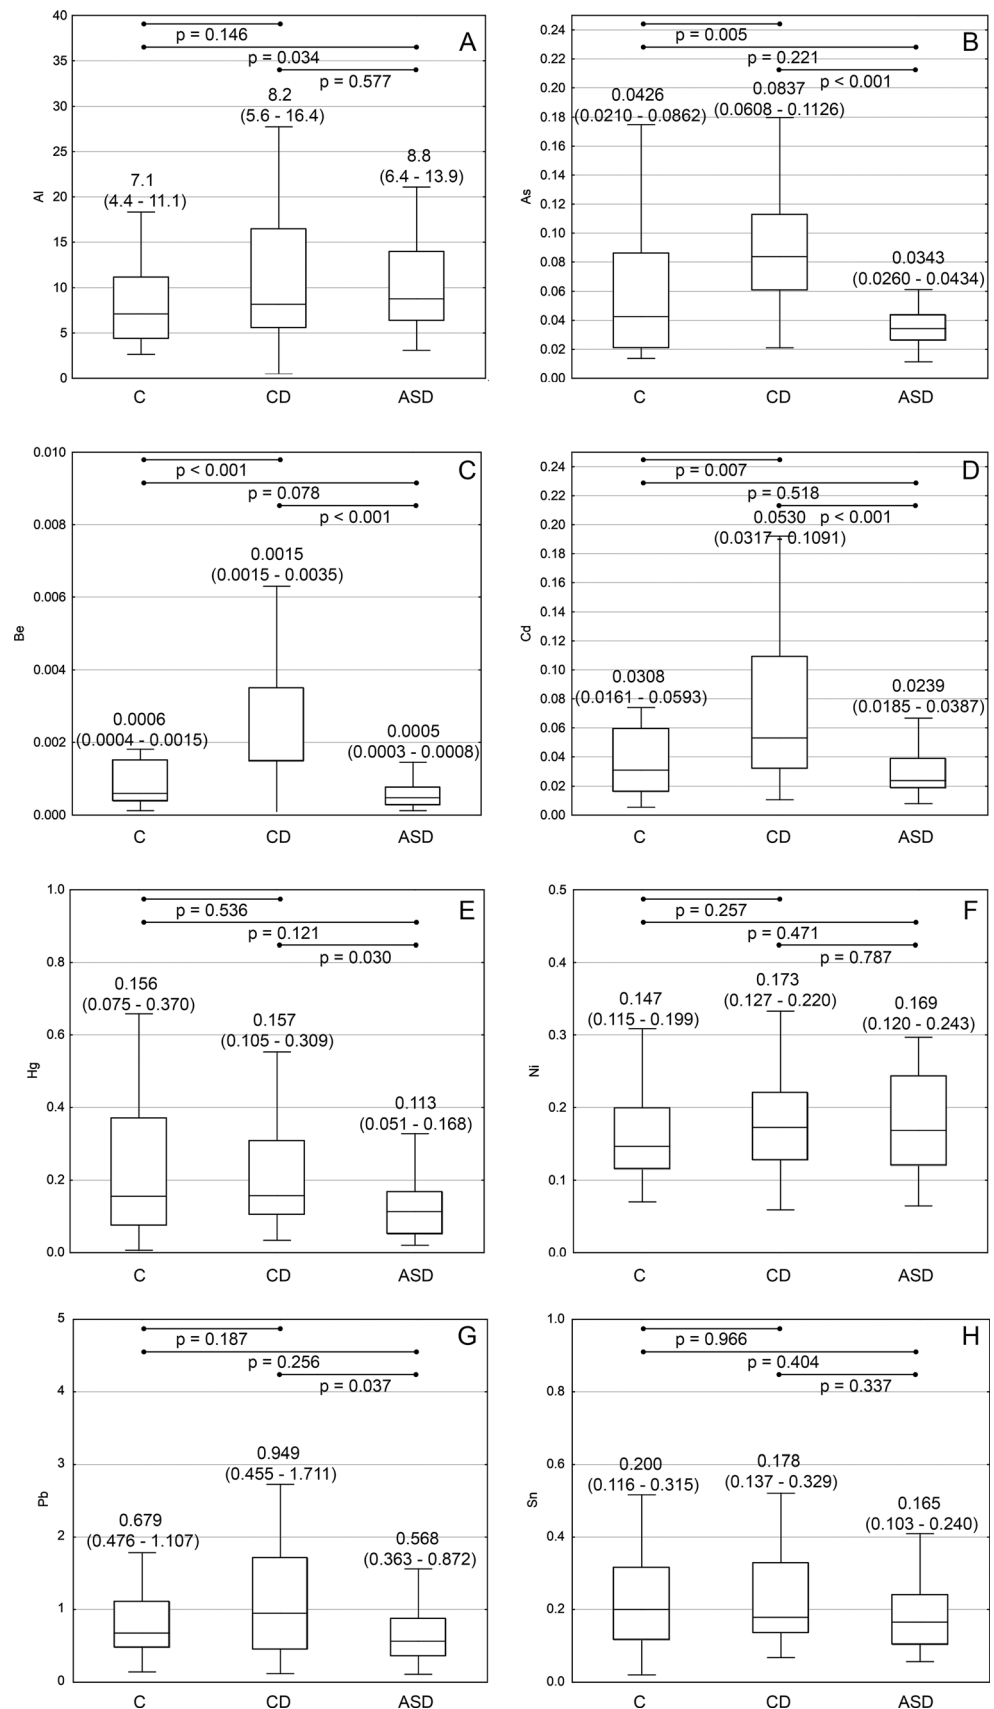 40
35
30
25
20
15
10
5
0
Al
A
p = 0.146
p = 0.034
p = 0.577
7.1
(4.4 - 11.1)
8.2
(5.6 - 16.4)
8.8
(6.4 - 13.9)
C CD ASD
0.24
0.22
0.20
0.18
0.16
0.14
0.12
0.10
0.08
0.06
0.04
0.02
0.00
As
B
p = 0.005
p = 0.221
p < 0.001
0.0426
(0.0210 - 0.0862)
0.0837
(0.0608 - 0.1126)
0.0343
(0.0260 - 0.0434)
C CD ASD
0.010
0.008
0.006
0.004
0.002
0.000
Be
C
p < 0.001
p = 0.078
p < 0.001
0.0006
(0.0004 - 0.0015)
0.0015
(0.0015 - 0.0035)
0.0005
(0.0003 - 0.0008)
C CD ASD
0.24
0.22
0.20
0.18
0.16
0.14
0.12
0.10
0.08
0.06
0.04
0.02
0.00
Cd
D
p = 0.007
p = 0.518
p < 0.001
0.0308
(0.0161 - 0.0593)
0.0530
(0.0317 - 0.1091)
0.0239
(0.0185 - 0.0387)
C CD ASD
1.0
0.8
0.6
0.4
0.2
0.0
Hg
E
p = 0.536
p = 0.121
p = 0.030
0.156
(0.075 - 0.370)
0.157
(0.105 - 0.309)
0.113
(0.051 - 0.168)
C CD ASD
0.5
0.4
0.3
0.2
0.1
0.0
Ni
F
p = 0.257
p = 0.471
p = 0.787
0.147
(0.115 - 0.199)
0.173
(0.127 - 0.220)
0.169
(0.120 - 0.243)
C CD ASD
5
4
3
2
1
0
Pb
G
p = 0.187
p = 0.256
p = 0.037
0.679
(0.476 - 1.107)
0.949
(0.455 - 1.711)
0.568
(0.363 - 0.872)
C CD ASD
1.0
0.8
0.6
0.4
0.2
0.0
Sn
H
p = 0.966
p = 0.404
p = 0.337
0.200
(0.116 - 0.315)
0.178
(0.137 - 0.329)
0.165
(0.103 - 0.240)
C CD ASD